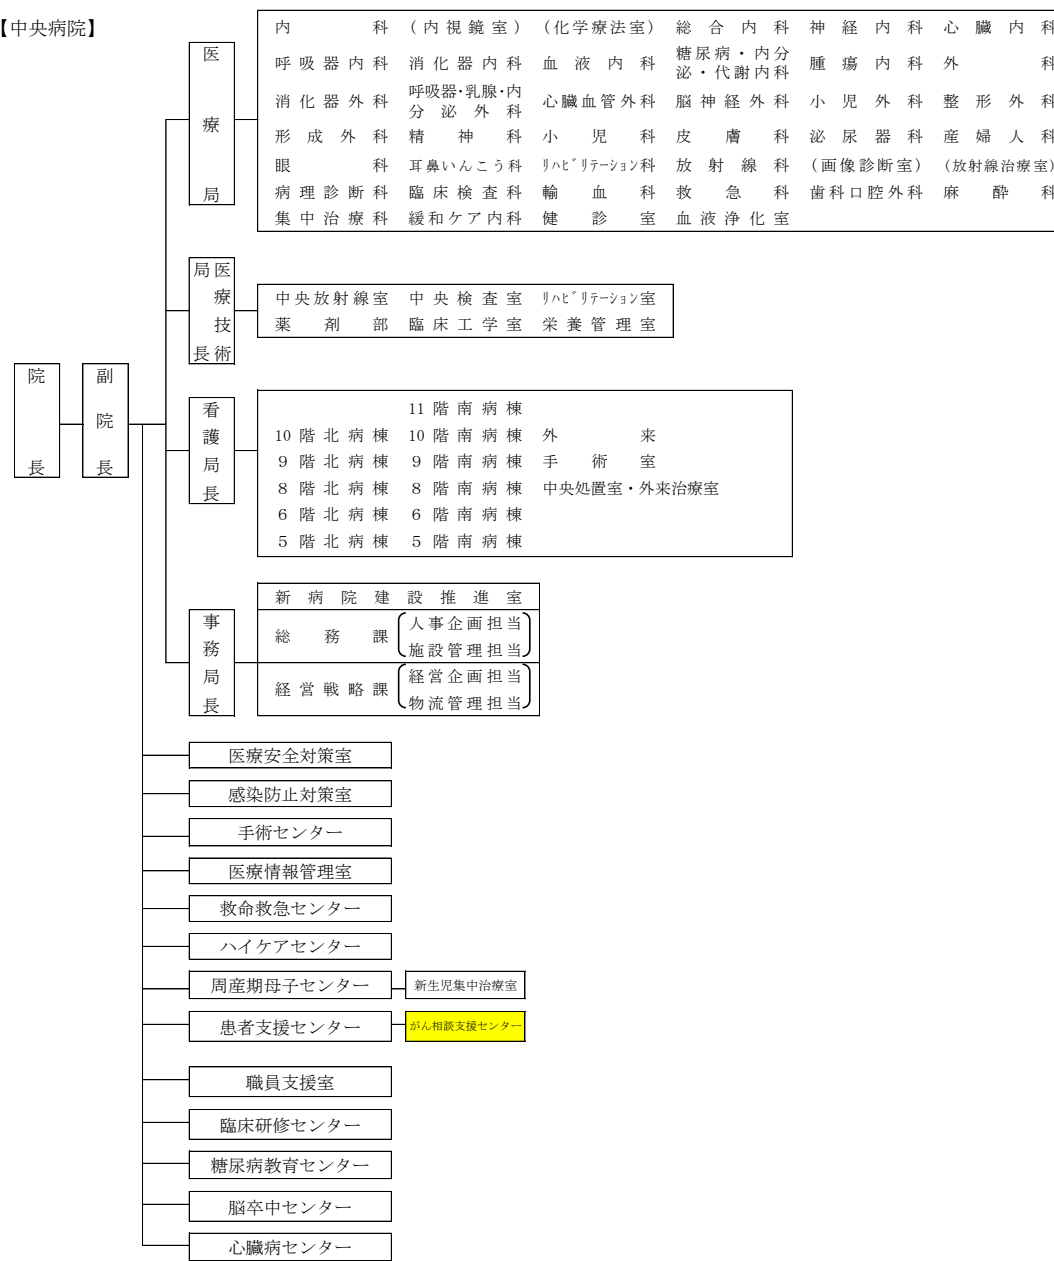 【中央病院】
内科 (内視鏡室) (化学療法室) 総合内科 神経内科 心臓内科
呼吸器内科 消化器内科 血液内科 糖尿病・内分泌・代謝内科 腫瘍内科 外科
消化器外科 呼吸器・乳腺・内分泌外科 心臓血管外科 脳神経外科 小児外科 整形外科
形成外科 精神科 小児科 皮膚科 泌尿器科 産婦人科
眼科 耳鼻いんこう科 ﾘﾊﾋﾞﾘﾃｰｼｮﾝ科 放射線科 (画像診断室) (放射線治療室)
病理診断科 臨床検査科 輸血科 救急科 歯科口腔外科 麻酔科
集中治療科 緩和ケア内科 健診室 血液浄化室
医療局
医療技術局長
中央放射線室 中央検査室 ﾘﾊﾋﾞﾘﾃｰｼｮﾝ室
薬剤部 臨床工学室 栄養管理室
院長
副院長
看護局長
11階南病棟
10階北病棟 10階南病棟 外来
9階北病棟 9階南病棟 手術室
8階北病棟 8階南病棟 中央処置室・外来治療室
6階北病棟 6階南病棟
5階北病棟 5階南病棟
事務局長
新病院建設推進室
総務課 人事企画担当
施設管理担当
経営戦略課 経営企画担当
物流管理担当
医療安全対策室
感染防止対策室
手術センター
医療情報管理室
救命救急センター
ハイケアセンター
周産期母子センター 新生児集中治療室
患者支援センター がん相談支援センター
職員支援室
臨床研修センター
糖尿病教育センター
脳卒中センター
心臓病センター